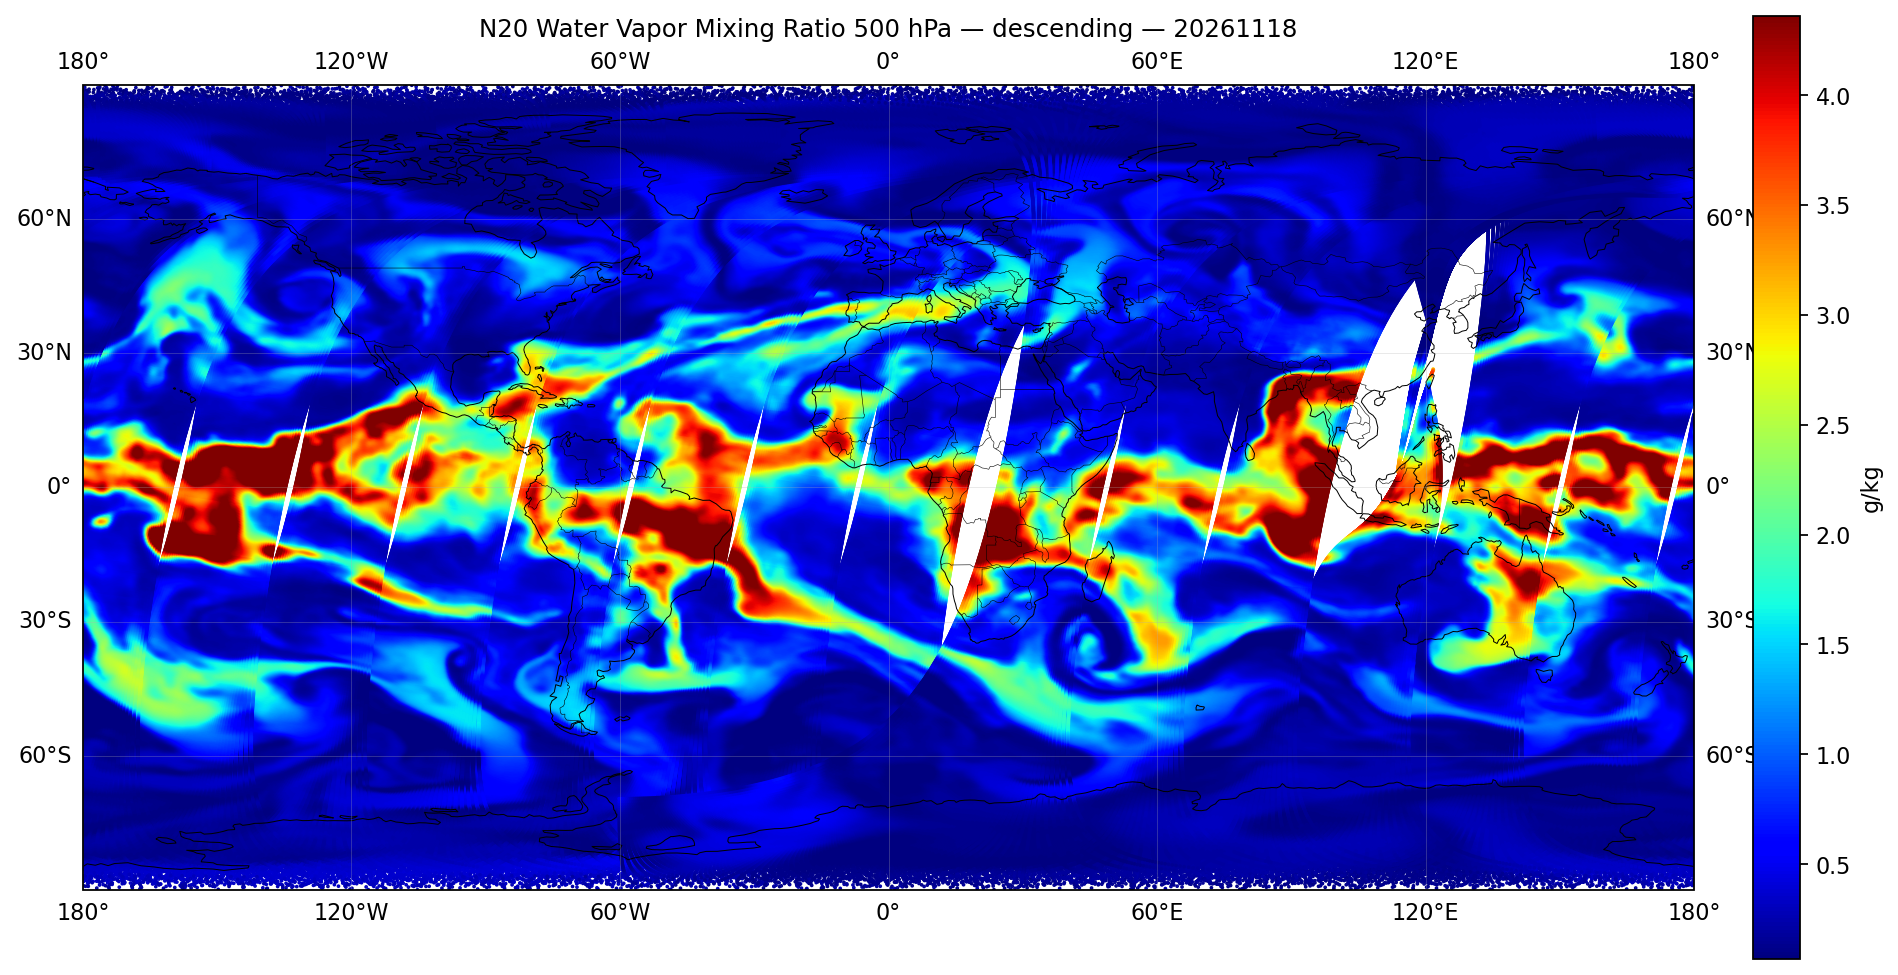 N20 Water Vapor Mixing Ratio 500 hPa — descending — 20261118
180° 120°W 60°W 0° 60°E 120°E 180°
4.0
3.5
60°N 60°N
3.0
30°N 30°N
2.5
0° 0° g/kg
2.0
30°S 30°S
1.5
60°S 60°S
1.0
0.5
180° 120°W 60°W 0° 60°E 120°E 180°